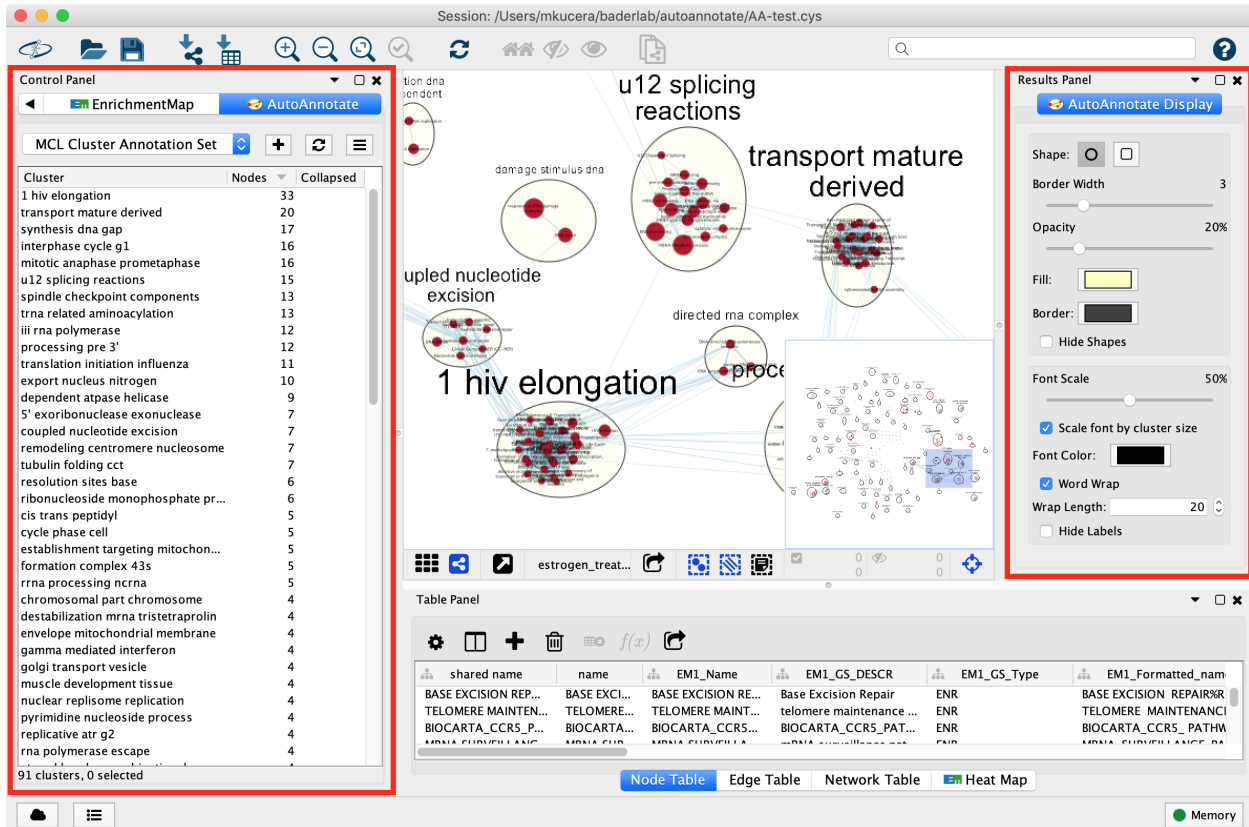 Session: /Users/mkucera/baderlab/autoannotate/AA-test.cys
Control Panel
EnrichmentMap
AutoAnnotate
MCL Cluster Annotation Set
Cluster Nodes Collapsed
1 hiv elongation 33
transport mature derived 20
synthesis dna gap 17
interphase cycle g1 16
mitotic anaphase prometaphase 16
u12 splicing reactions 15
spindle checkpoint components 13
trna related aminoacylation 13
iii rna polymerase 12
processing pre 3' 12
translation initiation influenza 11
export nucleus nitrogen 10
dependent atpase helicase 9
5' exoribonuclease exonuclease 7
coupled nucleotide excision 7
remodeling centromere nucleosome 7
tubulin folding cct 7
resolution sites base 6
ribonucleoside monophosphate pr... 6
cis trans peptidyl 5
cycle phase cell 5
establishment targeting mitochon... 5
formation complex 43s 5
rrna processing ncrna 5
chromosomal part chromosome 4
destabilization mrna tristetraprolin 4
envelope mitochondrial membrane 4
gamma mediated interferon 4
golgi transport vesicle 4
muscle development tissue 4
nuclear replisome replication 4
pyrimidine nucleoside process 4
replicative atr g2 4
rna polymerase escape 4
91 clusters, 0 selected
tion dna
endent
u12 splicing
reactions
damage stimulus dna
transport mature
derived
upled nucleotide
excision
directed rna complex
proce
1 hiv elongation
estrogen_treat...
0 0
0 0
Results Panel
AutoAnnotate Display
Shape:
Border Width 3
Opacity 20%
Fill:
Border:
Hide Shapes
Font Scale 50%
Scale font by cluster size
Font Color:
Word Wrap
Wrap Length: 20
Hide Labels
Table Panel
f(x)
shared name name EM1_Name EM1_GS_DESCR EM1_GS_Type EM1_Formatted_name
BASE EXCISION REP... BASE EXCI... BASE EXCISION RE... Base Excision Repair ENR BASE EXCISION REPAIR%R
TELOMERE MAINTEN... TELOMERE... TELOMERE MAINT... telomere maintenance ... ENR TELOMERE MAINTENANC
BIOCARTA_CCR5_P... BIOCARTA... BIOCARTA_CCR5... BIOCARTA_CCR5_PAT... ENR BIOCARTA_CCR5_ PATHW
Node Table
Edge Table
Network Table
Heat Map
Memory